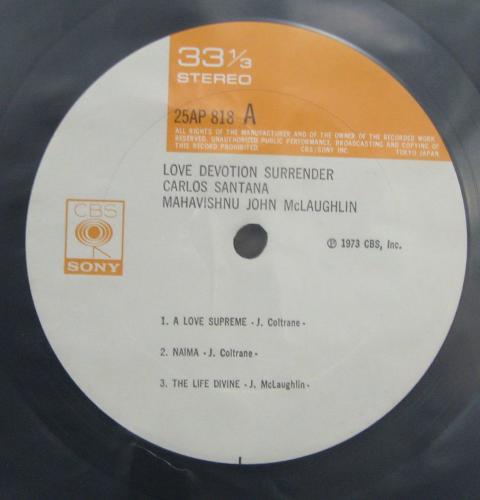 33 1/3
STEREO
25AP 818 A
ALL RIGHTS OF THE MANUFACTURER AND OF THE OWNER OF THE RECORDED WORK
RESERVED. UNAUTHORIZED PUBLIC PERFORMANCE, BROADCASTING AND COPYING OF
THIS RECORD PROHIBITED. CBS/SONY INC. TOKYO JAPAN
LOVE DEVOTION SURRENDER
CARLOS SANTANA
MAHAVISHNU JOHN McLAUGHLIN
CBS
SONY
℗ 1973 CBS, Inc.
1. A LOVE SUPREME - J. Coltrane -
2. NAIMA - J. Coltrane -
3. THE LIFE DIVINE - J. McLaughlin -